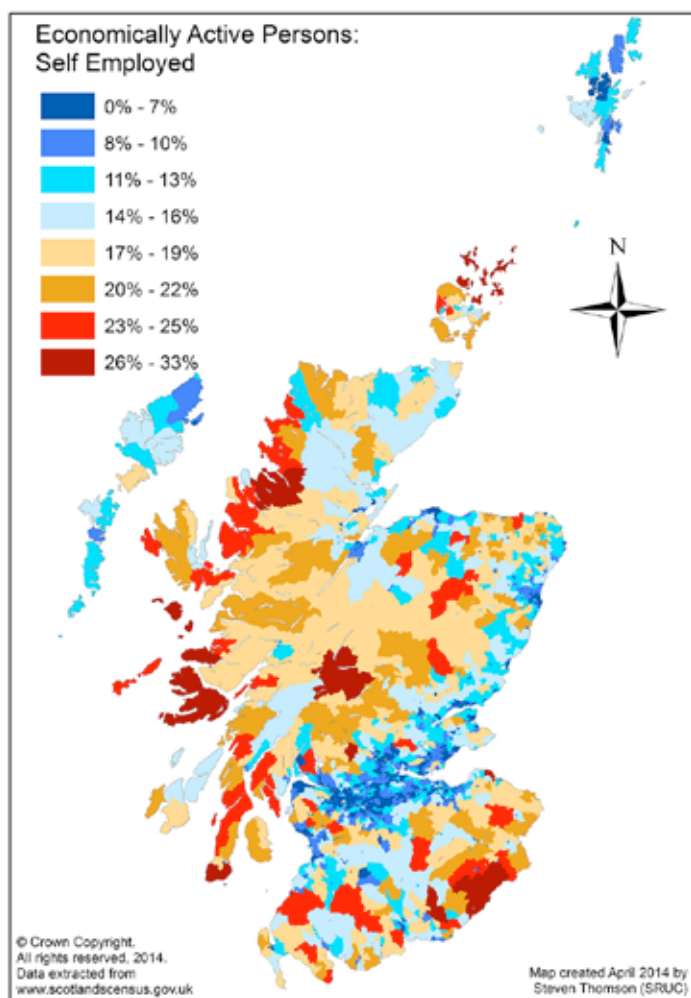 Economically Active Persons:
Self Employed
0% - 7%
8% - 10%
11% - 13%
14% - 16%
17% - 19%
20% - 22%
23% - 25%
26% - 33%
N
© Crown Copyright.
All rights reserved, 2014.
Data extracted from
www.scotlandscensus.gov.uk
Map created April 2014 by
Steven Thomson (SRUC)